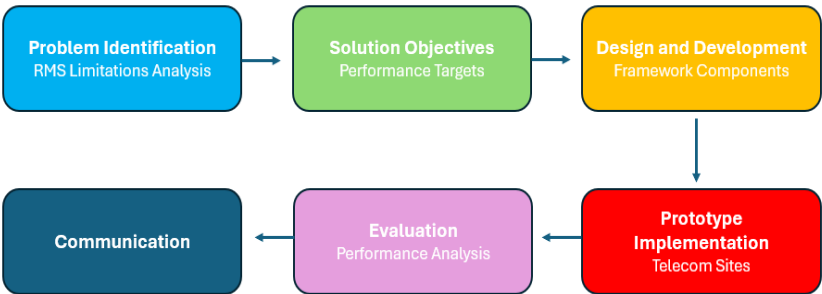 Problem Identification
RMS Limitations Analysis
Solution Objectives
Performance Targets
Design and Development
Framework Components
Prototype
Implementation
Telecom Sites
Evaluation
Performance Analysis
Communication